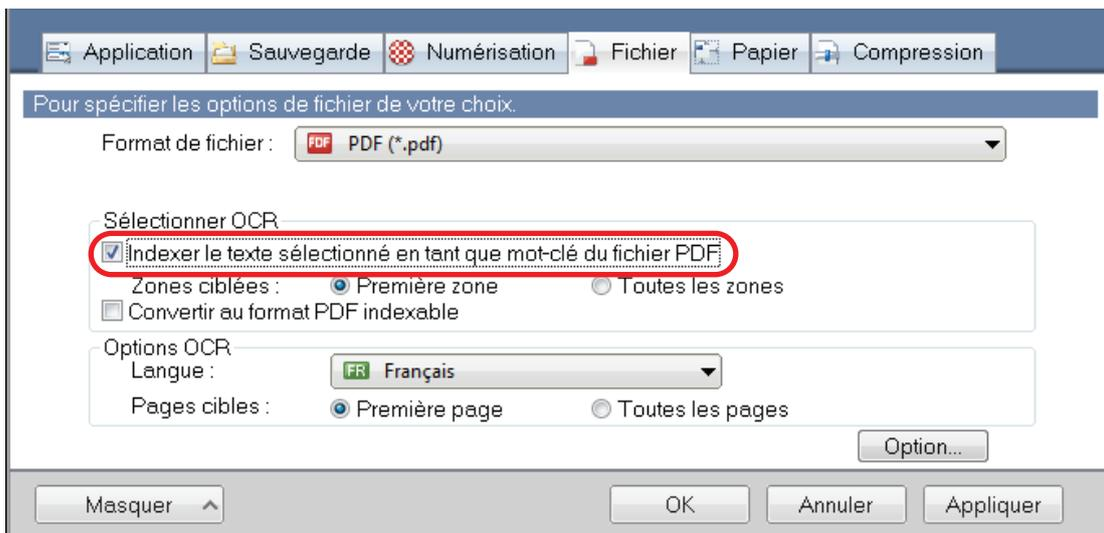 Application Sauvegarde Numérisation Fichier Papier Compression
Pour spécifier les options de fichier de votre choix.
Format de fichier : PDF PDF (*.pdf)
Sélectionner OCR
Indexer le texte sélectionné en tant que mot-clé du fichier PDF
Zones ciblées : Première zone Toutes les zones
Convertir au format PDF indexable
Options OCR
Langue : FR Français
Pages cibles : Première page Toutes les pages
Option...
Masquer OK Annuler Appliquer